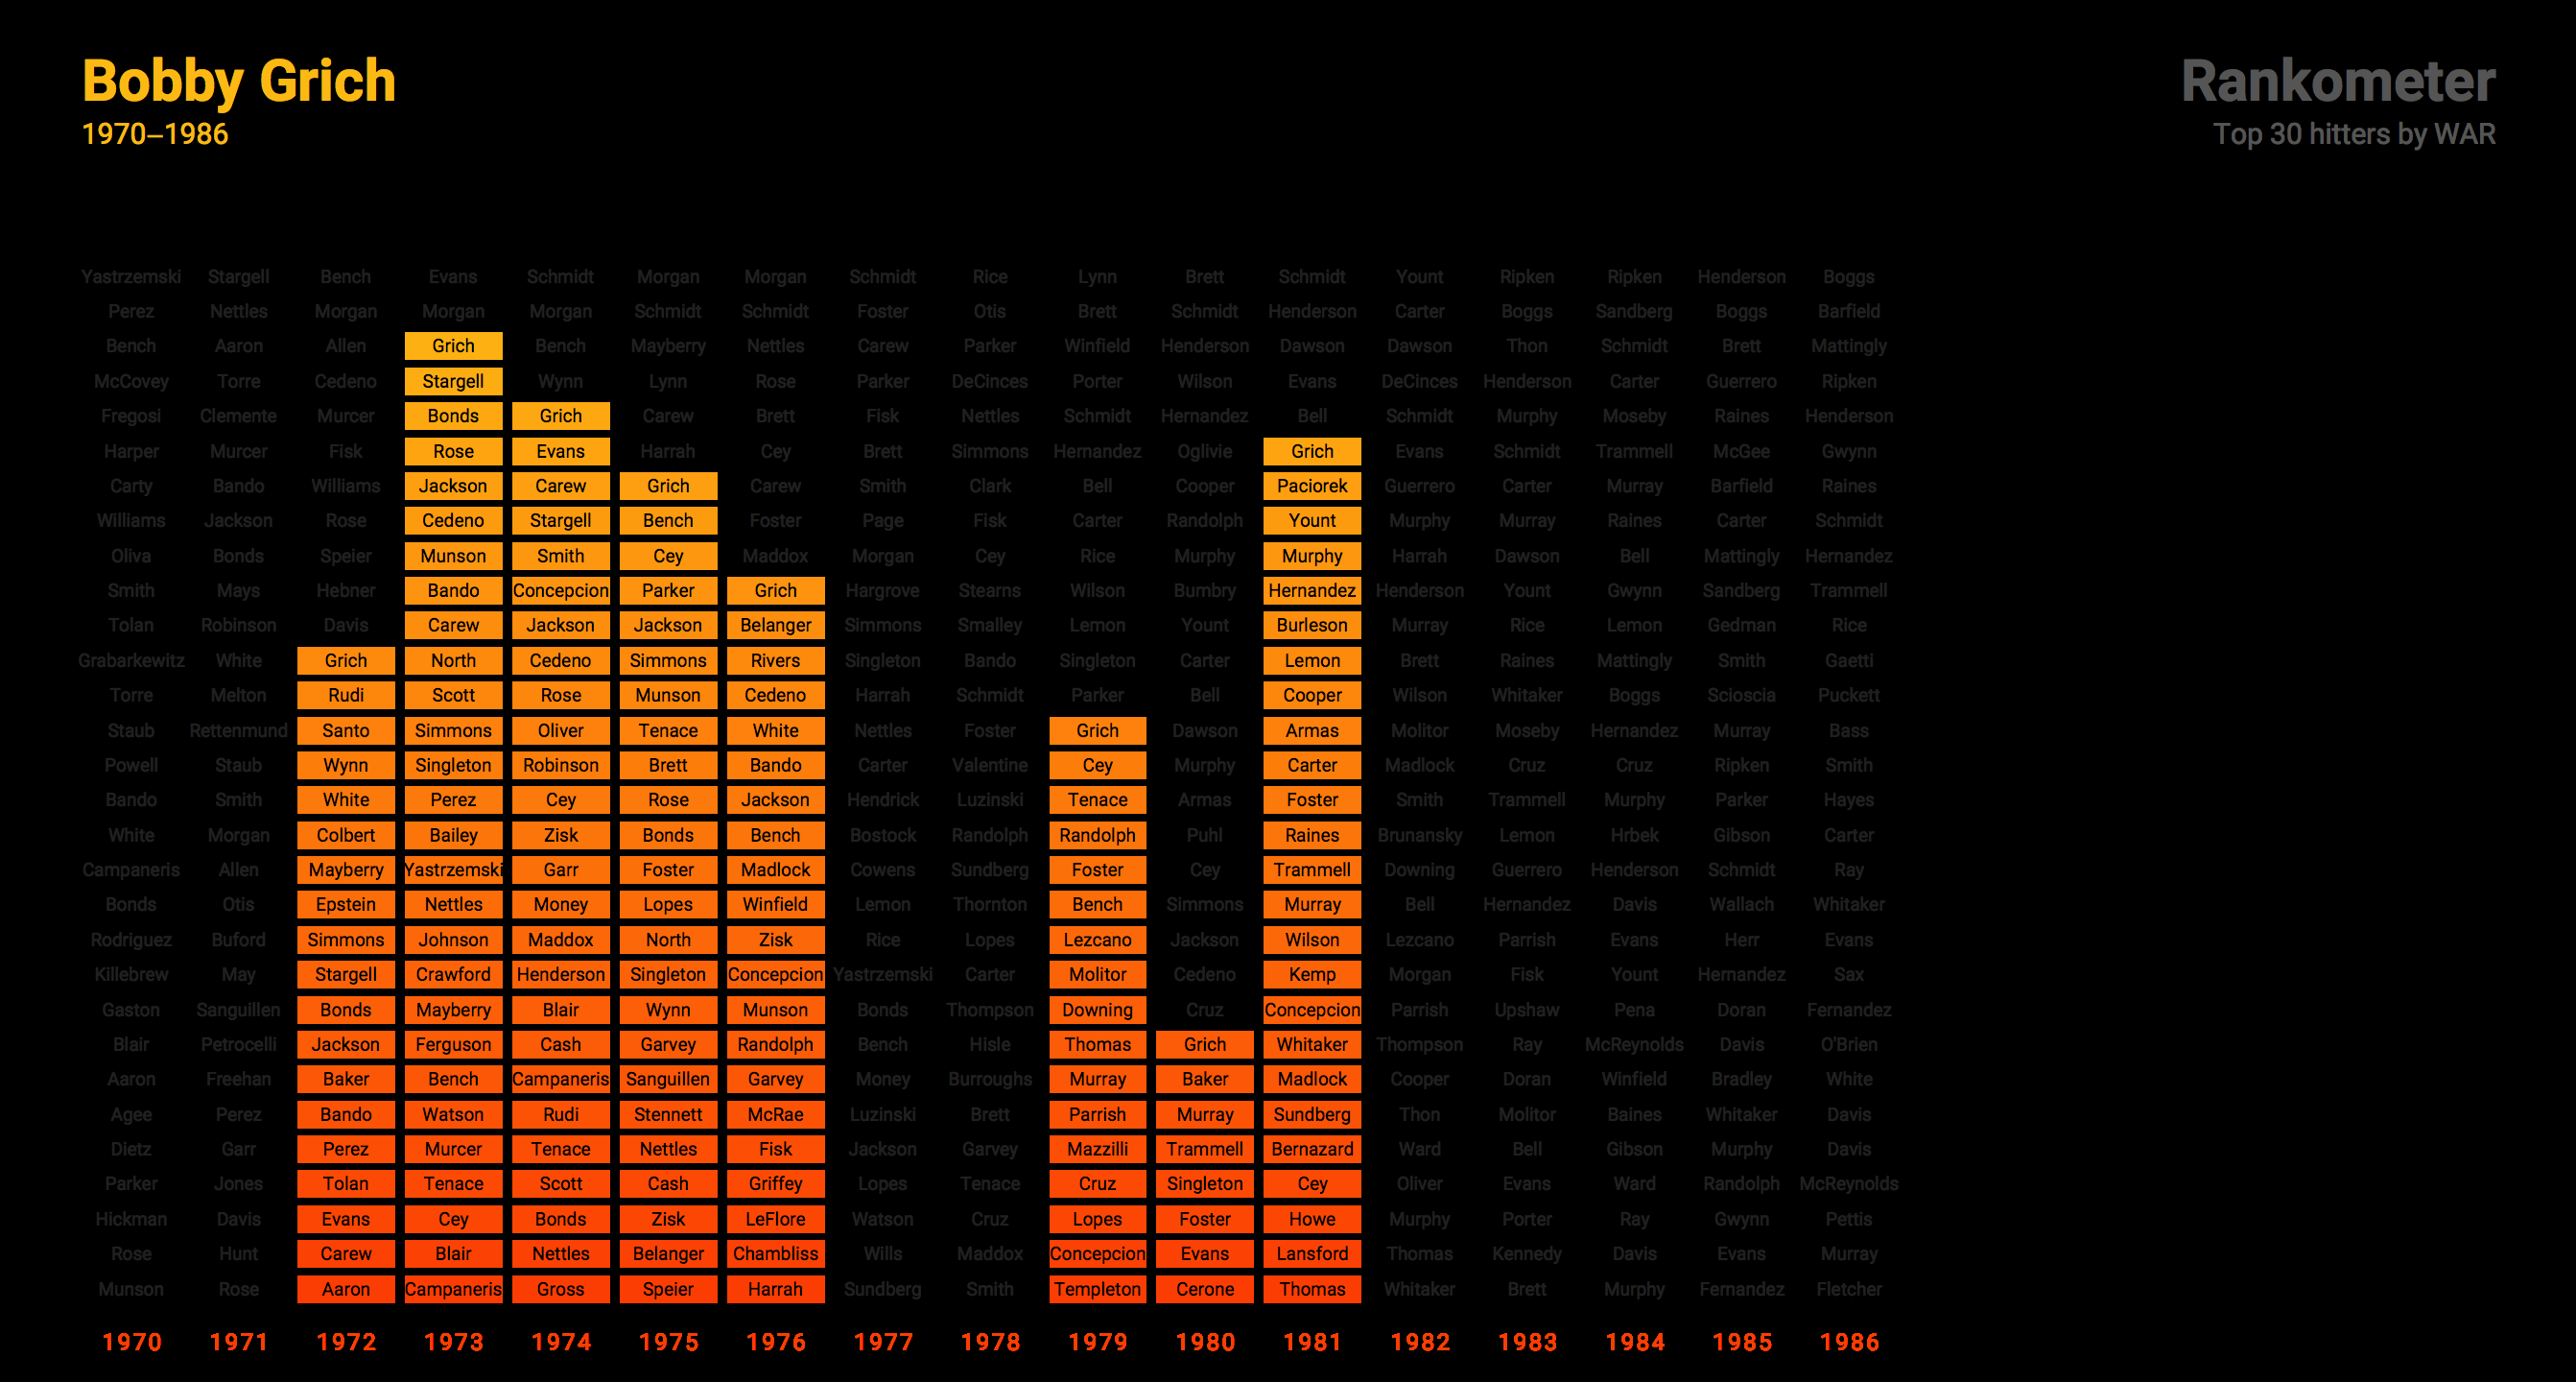 Bobby Grich
1970–1986
Rankometer
Top 30 hitters by WAR
Yastrzemski Stargell Bench Evans Schmidt Morgan Morgan Schmidt Rice Lynn Brett Schmidt Yount Ripken Ripken Henderson Boggs
Perez Nettles Morgan Morgan Morgan Schmidt Schmidt Foster Otis Brett Schmidt Henderson Carter Boggs Sandberg Boggs Barfield
Bench Aaron Allen Grich Bench Mayberry Nettles Carew Parker Winfield Henderson Dawson Dawson Thon Schmidt Brett Mattingly
McCovey Torre Cedeno Stargell Wynn Lynn Rose Parker DeCinces Porter Wilson Evans DeCinces Henderson Carter Guerrero Ripken
Fregosi Clemente Murcer Bonds Grich Carew Brett Fisk Nettles Schmidt Hernandez Bell Schmidt Murphy Moseby Raines Henderson
Harper Murcer Fisk Rose Evans Harrah Cey Brett Simmons Hernandez Oglivie Grich Evans Schmidt Trammell McGee Gwynn
Carty Bando Williams Jackson Carew Grich Carew Smith Clark Bell Cooper Paciorek Guerrero Carter Murray Barfield Raines
Williams Jackson Rose Cedeno Stargell Bench Foster Page Fisk Carter Randolph Yount Murphy Murray Raines Carter Schmidt
Oliva Bonds Speier Munson Smith Cey Maddox Morgan Cey Rice Murphy Murphy Harrah Dawson Bell Mattingly Hernandez
Smith Mays Hebner Bando Concepcion Parker Grich Hargrove Stearns Wilson Bumbry Hernandez Henderson Yount Gwynn Sandberg Trammell
Tolan Robinson Davis Carew Jackson Jackson Belanger Simmons Smalley Lemon Yount Burleson Murray Rice Lemon Gedman Rice
Grabarkewitz White Grich North Cedeno Simmons Rivers Singleton Bando Singleton Carter Lemon Brett Raines Mattingly Smith Gaetti
Torre Melton Rudi Scott Rose Munson Cedeno Harrah Schmidt Parker Bell Cooper Wilson Whitaker Boggs Scioscia Puckett
Staub Rettenmund Santo Simmons Oliver Tenace White Nettles Foster Grich Dawson Armas Molitor Moseby Hernandez Murray Bass
Powell Staub Wynn Singleton Robinson Brett Bando Carter Valentine Cey Murphy Carter Madlock Cruz Cruz Ripken Smith
Bando Smith White Perez Cey Rose Jackson Hendrick Luzinski Tenace Armas Foster Smith Trammell Murphy Parker Hayes
White Morgan Colbert Bailey Zisk Bonds Bench Bostock Randolph Randolph Puhl Raines Brunansky Lemon Hrbek Gibson Carter
Campaneris Allen Mayberry Yastrzemski Garr Foster Madlock Cowens Sundberg Foster Cey Trammell Downing Guerrero Henderson Schmidt Ray
Bonds Otis Epstein Nettles Money Lopes Winfield Lemon Thornton Bench Simmons Murray Bell Hernandez Davis Wallach Whitaker
Rodriguez Buford Simmons Johnson Maddox North Zisk Rice Lopes Lezcano Jackson Wilson Lezcano Parrish Evans Herr Evans
Killebrew May Stargell Crawford Henderson Singleton Concepcion Yastrzemski Carter Molitor Cedeno Kemp Morgan Fisk Yount Hernandez Sax
Gaston Sanguillen Bonds Mayberry Blair Wynn Munson Bonds Thompson Downing Cruz Concepcion Parrish Upshaw Pena Doran Fernandez
Blair Petrocelli Jackson Ferguson Cash Garvey Randolph Bench Hisle Thomas Grich Whitaker Thompson Ray McReynolds Davis O'Brien
Aaron Freehan Baker Bench Campaneris Sanguillen Garvey Money Burroughs Murray Baker Madlock Cooper Doran Winfield Bradley White
Agee Perez Bando Watson Rudi Stennett McRae Luzinski Brett Parrish Murray Sundberg Thon Molitor Baines Whitaker Davis
Dietz Garr Perez Murcer Tenace Nettles Fisk Jackson Garvey Mazzilli Trammell Bernazard Ward Bell Gibson Murphy Davis
Parker Jones Tolan Tenace Scott Cash Griffey Lopes Tenace Cruz Singleton Cey Oliver Evans Ward Randolph McReynolds
Hickman Davis Evans Cey Bonds Zisk LeFlore Watson Cruz Lopes Foster Howe Murphy Porter Ray Gwynn Pettis
Rose Hunt Carew Blair Nettles Belanger Chambliss Wills Maddox Concepcion Evans Lansford Thomas Kennedy Davis Evans Murray
Munson Rose Aaron Campaneris Gross Speier Harrah Sundberg Smith Templeton Cerone Thomas Whitaker Brett Murphy Fernandez Fletcher
1970 1971 1972 1973 1974 1975 1976 1977 1978 1979 1980 1981 1982 1983 1984 1985 1986